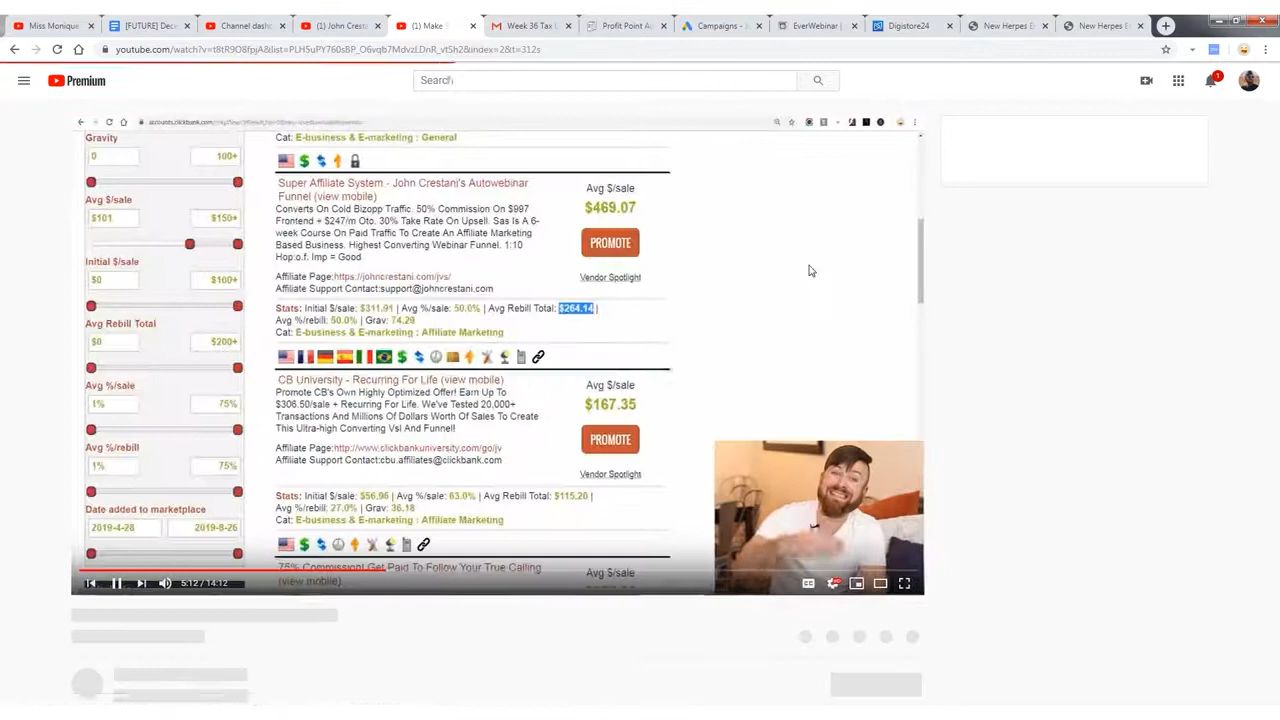 Miss Monique
[FUTURE] Dec
Channel dash
(1) John Cresta
(1) Make
Week 36 Tax
Profit Point A
Campaigns -
EverWebinar
Digistore24
New Herpes E
New Herpes E
youtube.com/watch?v=t8tR9O8fpjA&list=PLH5uPY760sBP_O6vqb7MdvzLDnR_vtSh2&index=2&t=312s
Premium
Search
1
Gravity
0 100+
Avg $/sale
$101 $150+
Initial $/sale
$0 $100+
Avg Rebill Total
$0 $200+
Avg %/sale
1% 75%
Avg %/rebill
1% 75%
Date added to marketplace
2019-4-28 2019-8-26
Cat: E-business & E-marketing : General
Super Affiliate System - John Crestani's Autowebinar
Funnel (view mobile)
Converts On Cold Bizopp Traffic. 50% Commission On $997
Frontend + $247/m Oto. 30% Take Rate On Upsell. Sas Is A 6-
week Course On Paid Traffic To Create An Affiliate Marketing
Based Business. Highest Converting Webinar Funnel. 1:10
Hop:o.f. Imp = Good
Affiliate Page:https://johncrestani.com/jvs/
Affiliate Support Contact:support@johncrestani.com
Stats: Initial $/sale: $311.91 | Avg %/sale: 50.0% | Avg Rebill Total: $264.14 |
Avg %/rebill: 50.0% | Grav: 74.29
Cat: E-business & E-marketing : Affiliate Marketing
Avg $/sale
$469.07
PROMOTE
Vendor Spotlight
CB University - Recurring For Life (view mobile)
Promote CB's Own Highly Optimized Offer! Earn Up To
$306.50/sale + Recurring For Life. We've Tested 20,000+
Transactions And Millions Of Dollars Worth Of Sales To Create
This Ultra-high Converting Vsl And Funnel!
Affiliate Page:http://www.clickbankuniversity.com/go/jv
Affiliate Support Contact:cbu.affiliates@clickbank.com
Stats: Initial $/sale: $56.96 | Avg %/sale: 63.0% | Avg Rebill Total: $115.20 |
Avg %/rebill: 27.0% | Grav: 36.18
Cat: E-business & E-marketing : Affiliate Marketing
Avg $/sale
$167.35
PROMOTE
Vendor Spotlight
75% Commission! Get Paid To Follow Your True Calling
(view mobile)
Avg $/sale
5:12 / 14:12
CC